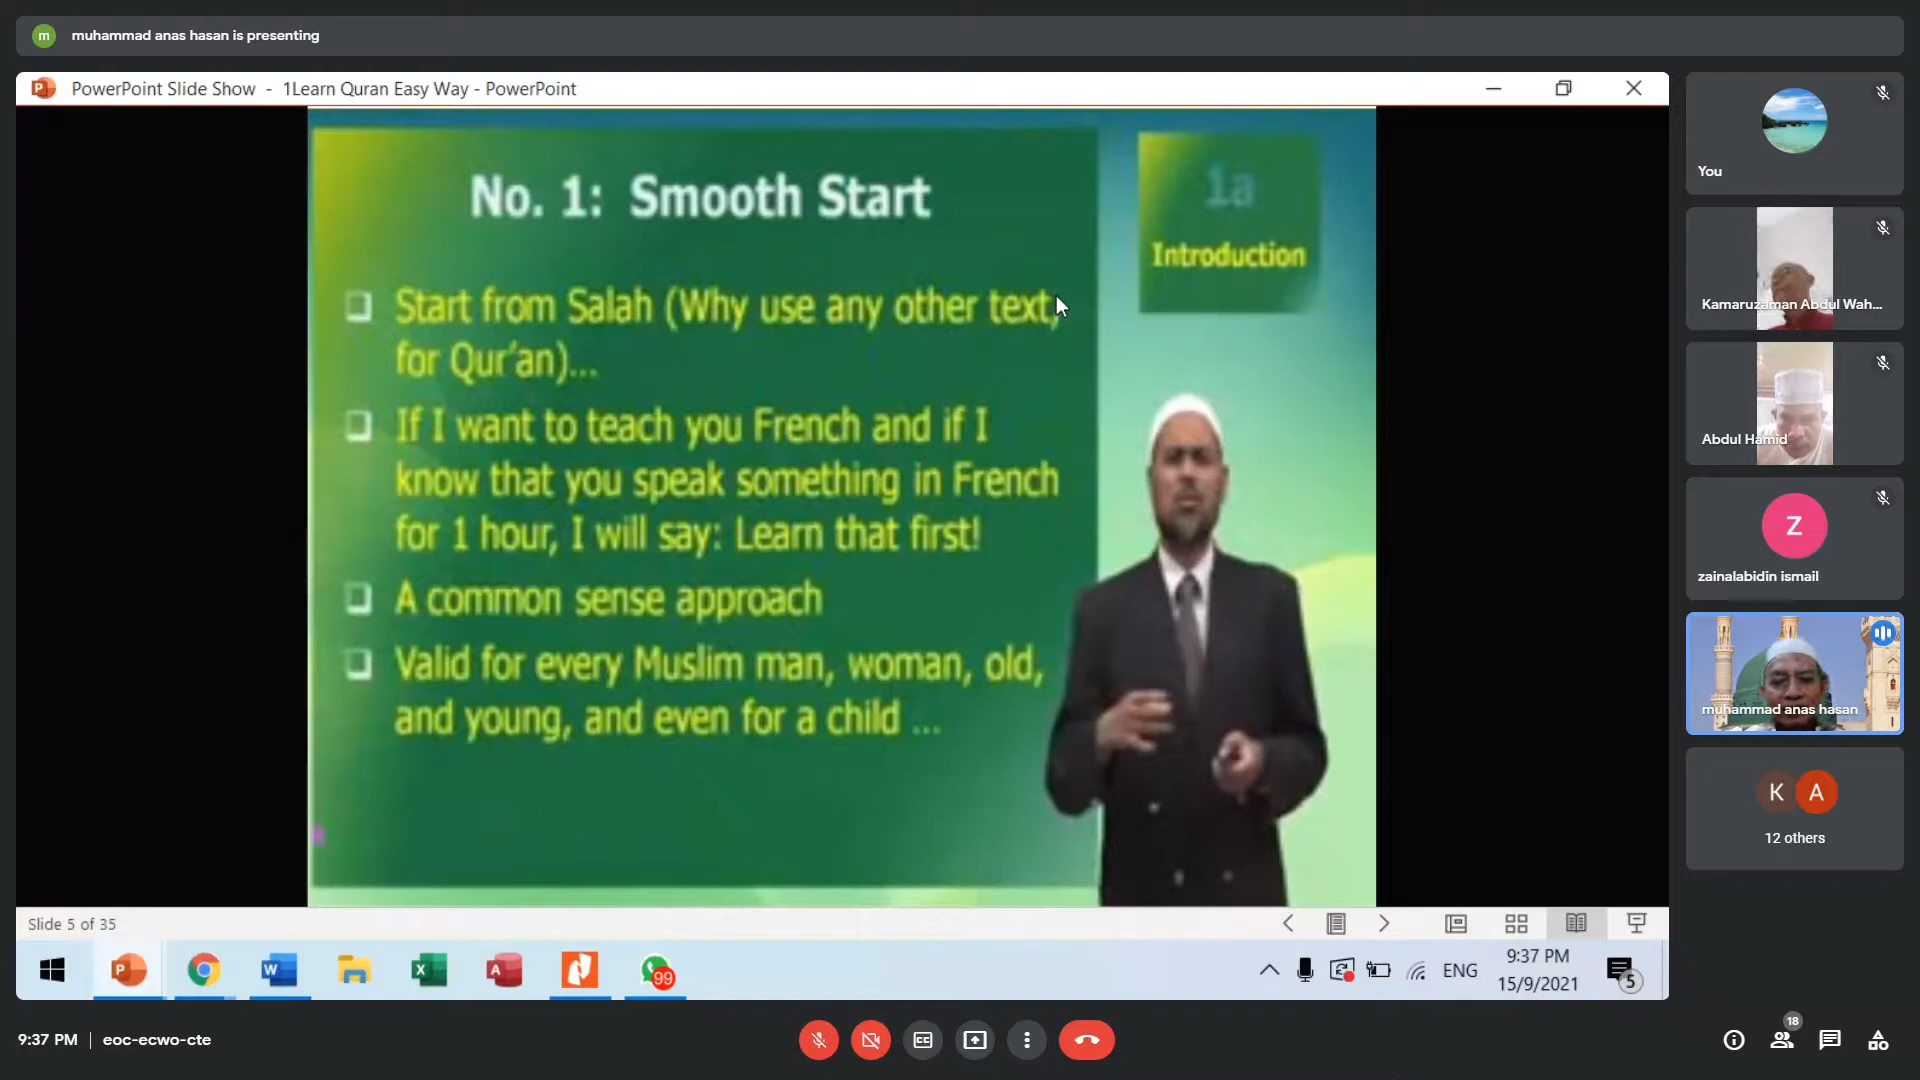 m muhammad anas hasan is presenting
PowerPoint Slide Show - 1Learn Quran Easy Way - PowerPoint
No. 1: Smooth Start
1a
Introduction
Start from Salah (Why use any other text,
for Qur'an)...
If I want to teach you French and if I
know that you speak something in French
for 1 hour, I will say: Learn that first!
A common sense approach
Valid for every Muslim man, woman, old,
and young, and even for a child ...
You
Kamaruzaman Abdul Wah...
Abdul Hamid
Z
zainalabidin ismail
muhammad anas hasan
K A
12 others
Slide 5 of 35
99
ENG
9:37 PM
15/9/2021
5
9:37 PM | eoc-ecwo-cte
18